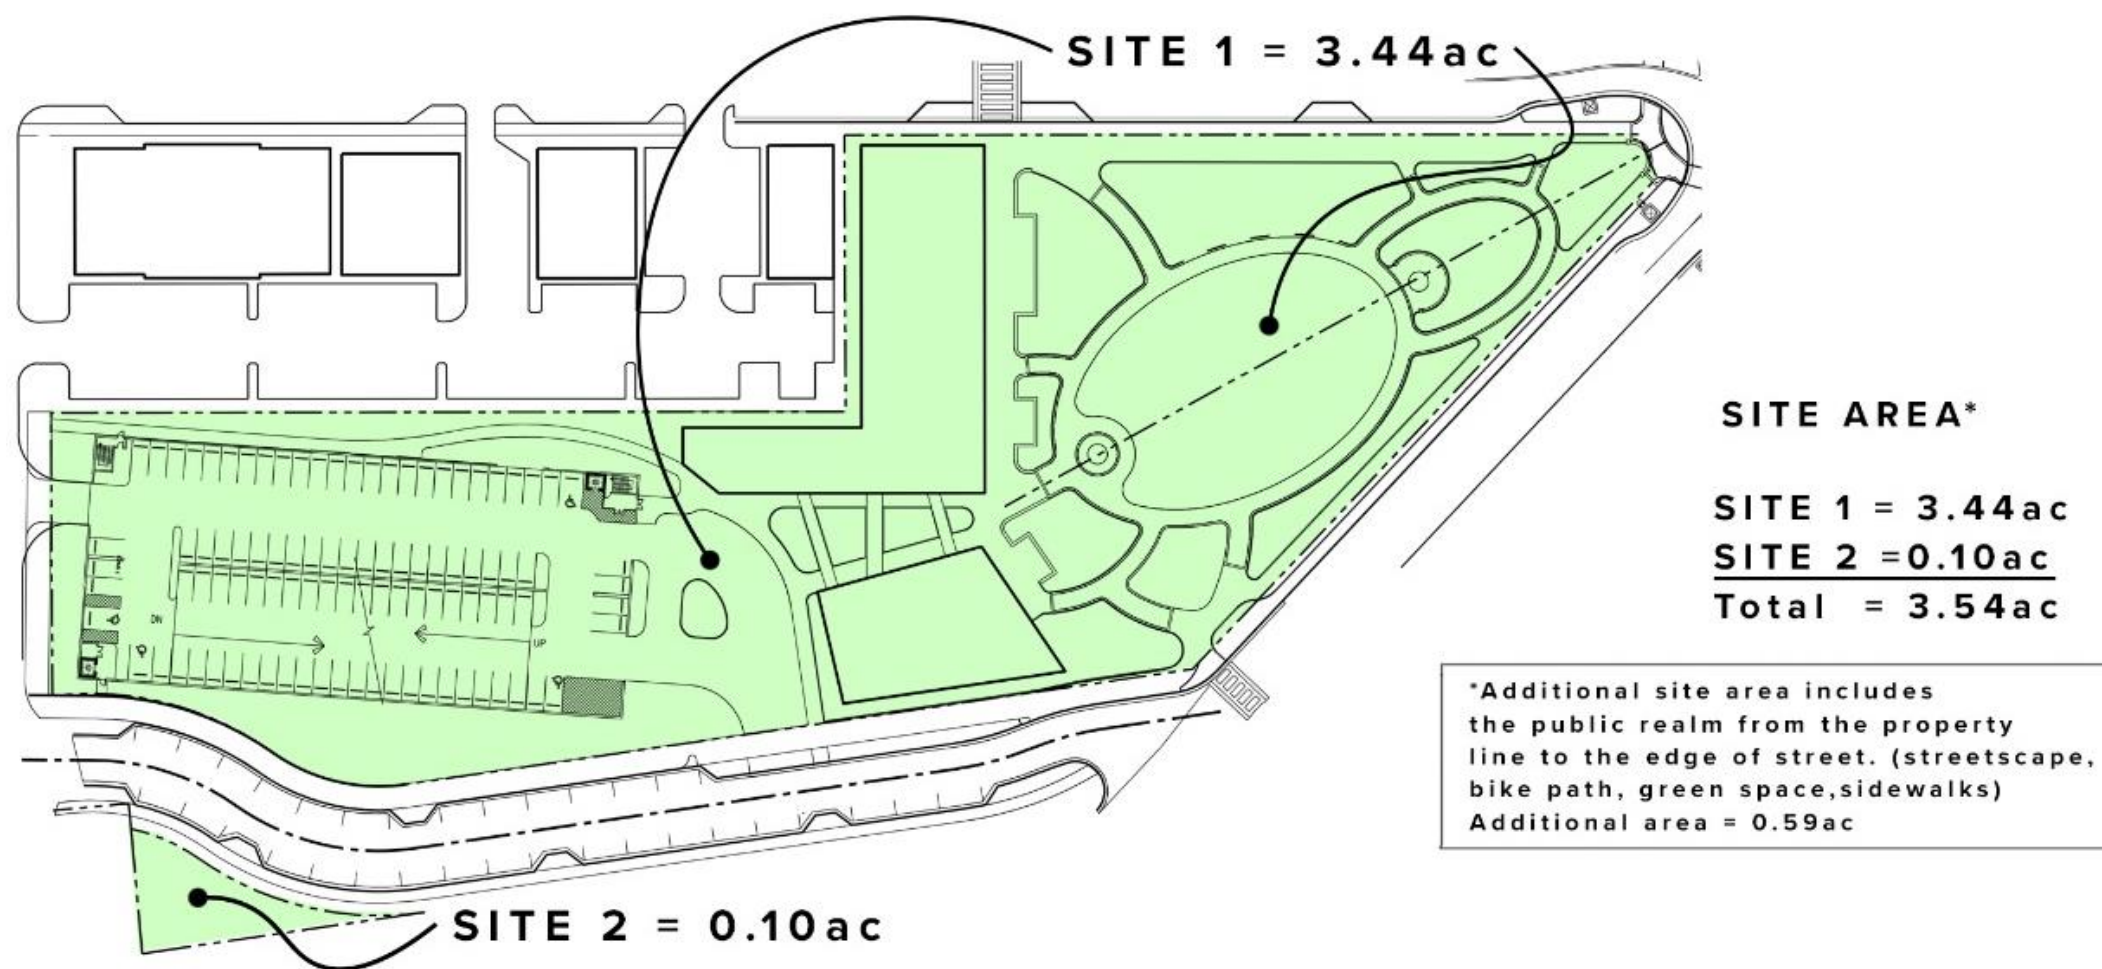 SITE 1 = 3.44ac
SITE AREA*
SITE 1 = 3.44ac
SITE 2 =0.10ac
Total = 3.54ac
*Additional site area includes
the public realm from the property
line to the edge of street. (streetscape,
bike path, green space,sidewalks)
Additional area = 0.59ac
DN
UP
SITE 2 = 0.10ac